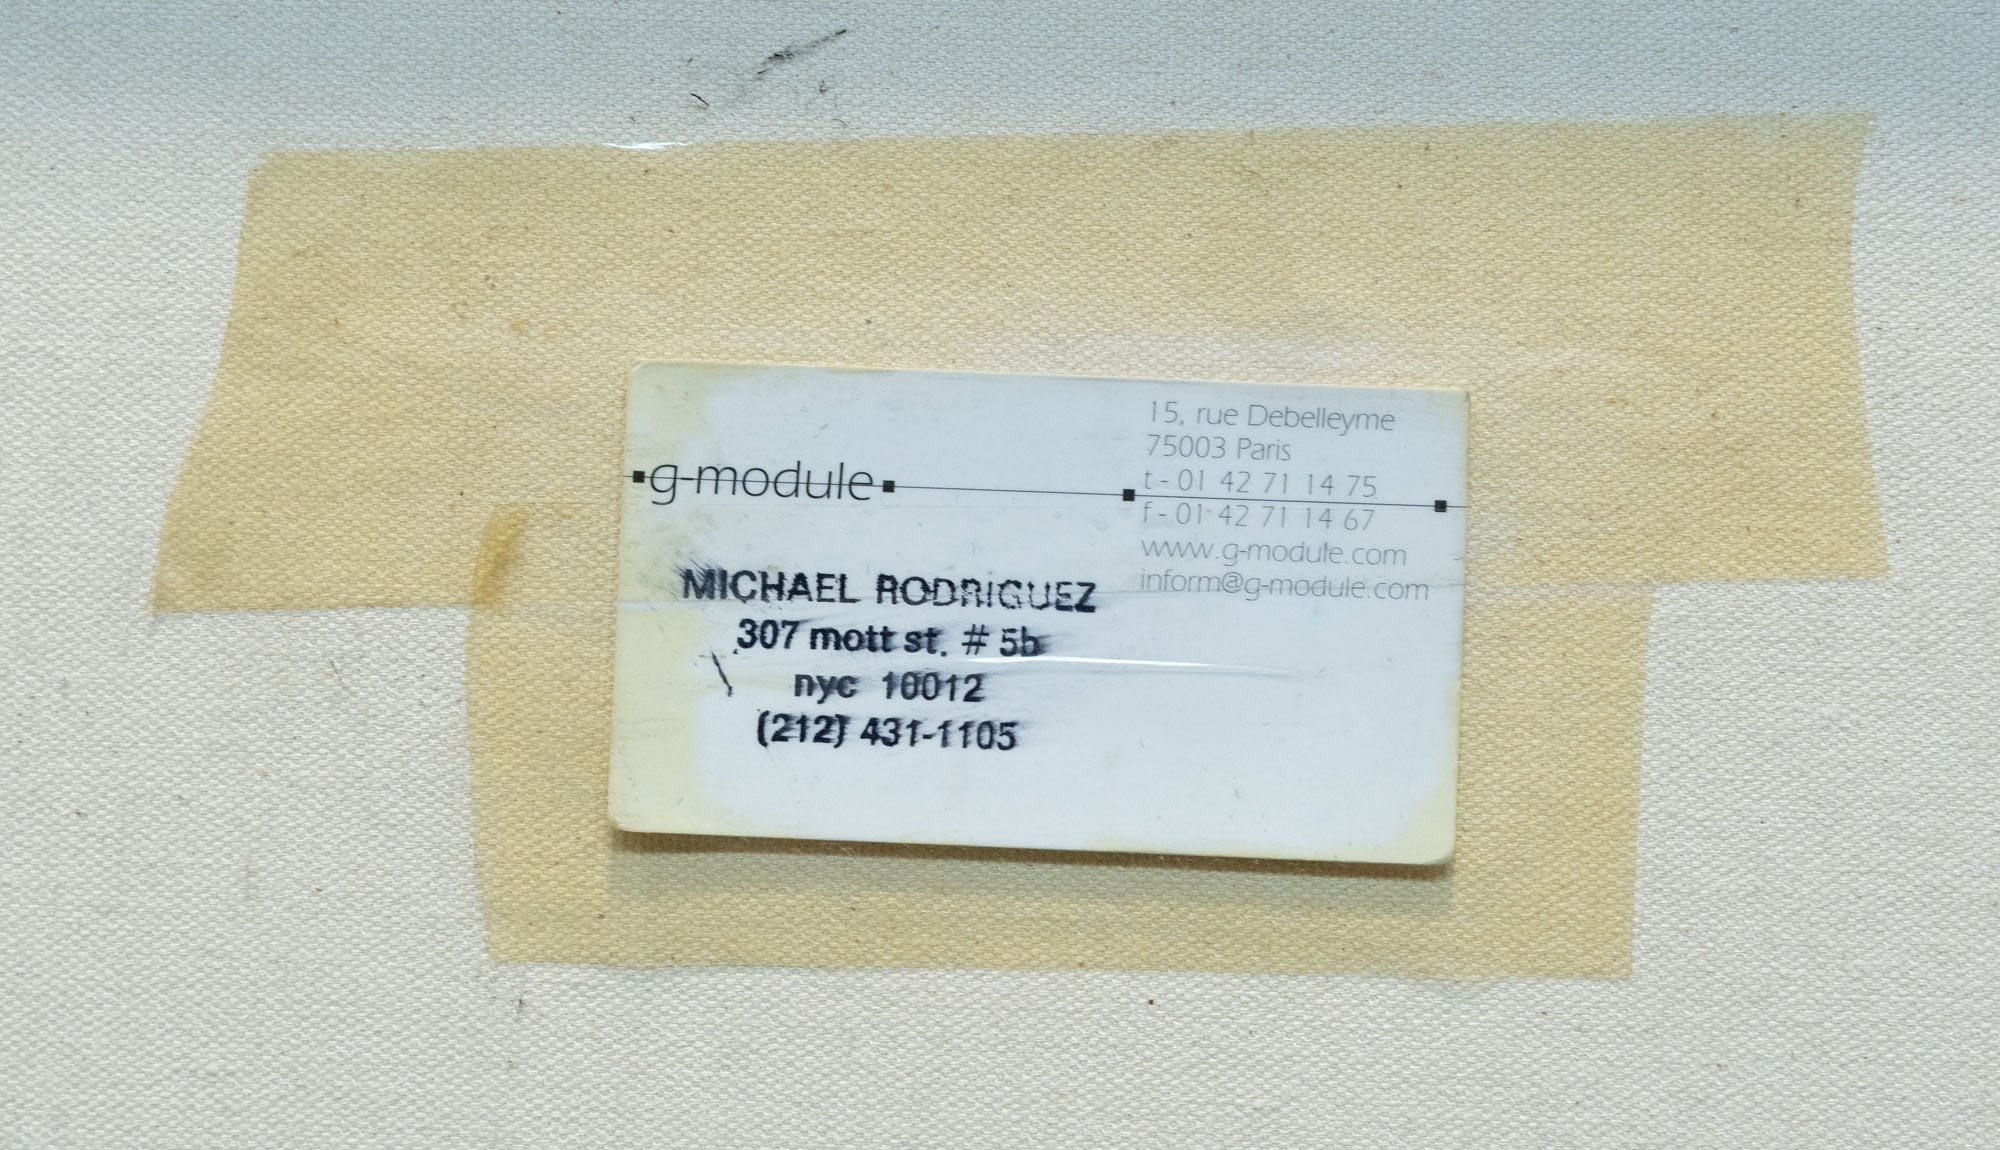 g-module
15, rue Debelleyme
75003 Paris
t - 01 42 71 14 75
f - 01 42 71 14 67
www.g-module.com
inform@g-module.com
MICHAEL RODRIGUEZ
307 mott st. # 5b
nyc 10012
(212) 431-1105